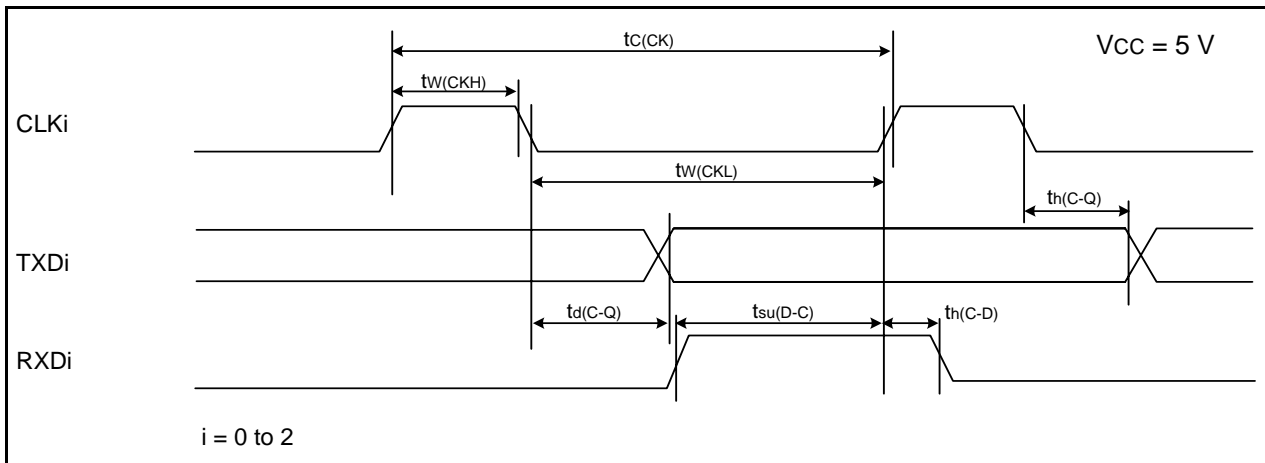 tC(CK)
VCC = 5 V
tW(CKH)
CLKi
tW(CKL)
th(C-Q)
TXDi
td(C-Q)
tsu(D-C)
th(C-D)
RXDi
i = 0 to 2